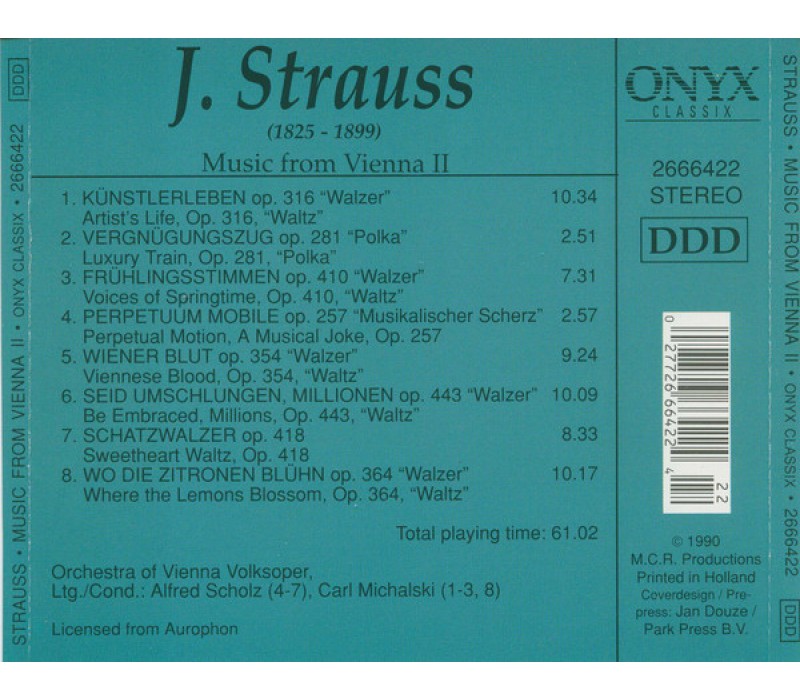 J. Strauss
(1825 - 1899)
Music from Vienna II
1. KÜNSTLERLEBEN op. 316 “Walzer” 10.34
Artist's Life, Op. 316, “Waltz”
2. VERGNÜGUNGSZUG op. 281 “Polka” 2.51
Luxury Train, Op. 281, “Polka”
3. FRÜHLINGSSTIMMEN op. 410 “Walzer” 7.31
Voices of Springtime, Op. 410, “Waltz”
4. PERPETUUM MOBILE op. 257 “Musikalischer Scherz” 2.57
Perpetual Motion, A Musical Joke, Op. 257
5. WIENER BLUT op. 354 “Walzer” 9.24
Viennese Blood, Op. 354, “Waltz”
6. SEID UMSCHLUNGEN, MILLIONEN op. 443 “Walzer” 10.09
Be Embraced, Millions, Op. 443, “Waltz”
7. SCHATZWALZER op. 418 8.33
Sweetheart Waltz, Op. 418
8. WO DIE ZITRONEN BLÜHN op. 364 “Walzer” 10.17
Where the Lemons Blossom, Op. 364, “Waltz”
Total playing time: 61.02
Orchestra of Vienna Volksoper,
Ltg./Cond.: Alfred Scholz (4-7), Carl Michalski (1-3, 8)
Licensed from Aurophon
ONYX
CLASSIX
2666422
STEREO
DDD
0 27726 66422 4
22
© 1990
M.C.R. Productions
Printed in Holland
Coverdesign / Pre-
press: Jan Douze /
Park Press B.V.
STRAUSS • MUSIC FROM VIENNA II • ONYX CLASSIX • 2666422 DDD
STRAUSS • MUSIC FROM VIENNA II • ONYX CLASSIX • 2666422 DDD